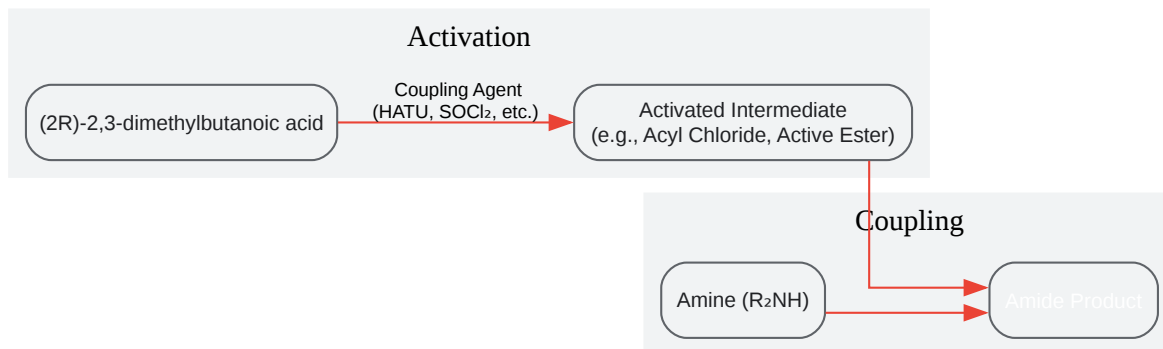 Activation
(2R)-2,3-dimethylbutanoic acid
Coupling Agent
(HATU, SOCl₂, etc.)
Activated Intermediate
(e.g., Acyl Chloride, Active Ester)
Coupling
Amine (R₂NH)
Amide Product